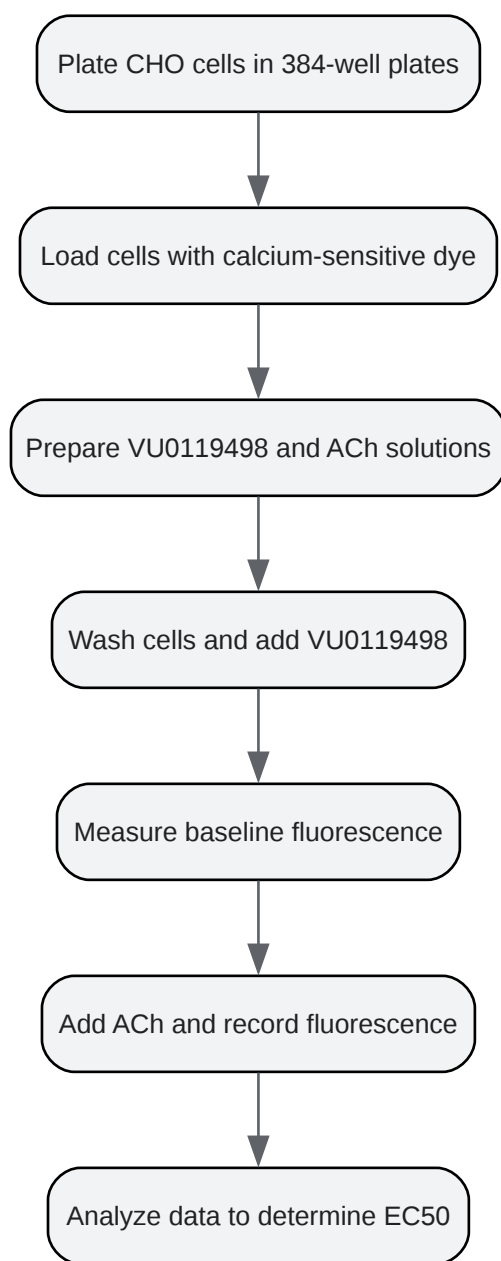 Plate CHO cells in 384-well plates
Load cells with calcium-sensitive dye
Prepare VU0119498 and ACh solutions
Wash cells and add VU0119498
Measure baseline fluorescence
Add ACh and record fluorescence
Analyze data to determine EC50